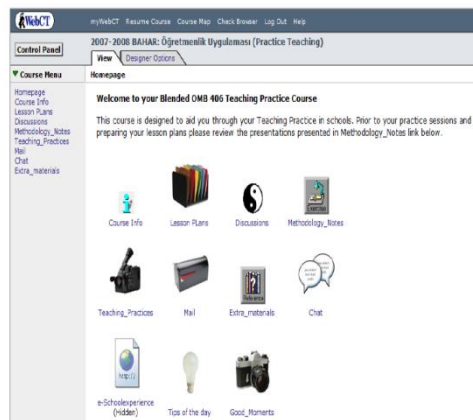 WebCT
myWebCT Resume Course Course Map Check Browser Log Out Help
Control Panel
2007-2008 BAHAR: Öğretmenlik Uygulaması (Practice Teaching)
View Designer Options
Course Menu
Homepage
Homepage
Course Info
Lesson PLans
Discussions
Methodology_Notes
Teaching_Practices
Mail
Chat
Extra_materials
Welcome to your Blended OMB 406 Teaching Practice Course
This course is designed to aid you through your Teaching Practice in schools. Prior to your practice sessions and
preparing your lesson plans please review the presentations presented in Methodology_Notes link below.
Course Info Lesson PLans Discussions Methodology_Notes
Reference
Teaching_Practices Mail Extra_materials Chat
http://
e-Schoolexperience
(Hidden) Tips of the day Good_Moments